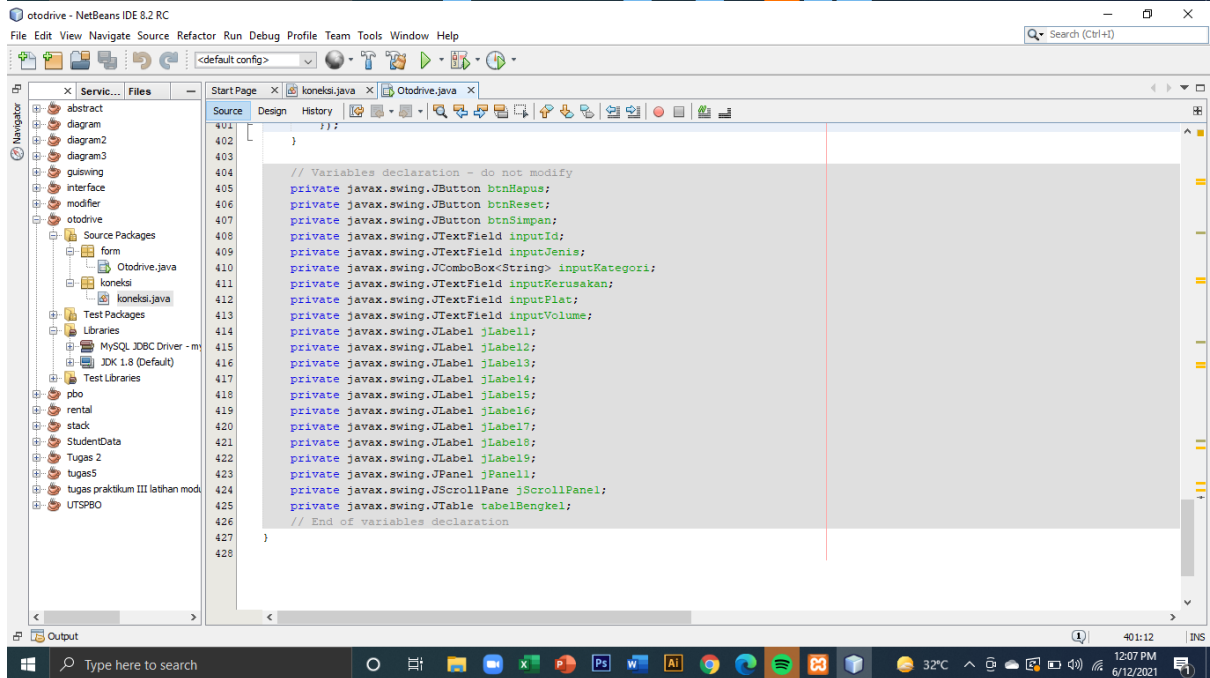 otodrive - NetBeans IDE 8.2 RC
File Edit View Navigate Source Refactor Run Debug Profile Team Tools Window Help
Search (Ctrl+I)
<default config>
Servic... Files
Start Page koneksi.java Otodrive.java
Navigator
Source Design History
abstract
diagram
diagram2
diagram3
guiswing
interface
modifier
otodrive
Source Packages
form
Otodrive.java
koneksi
koneksi.java
Test Packages
Libraries
MySQL JDBC Driver - my
JDK 1.8 (Default)
Test Libraries
pbo
rental
stack
StudentData
Tugas 2
tugas5
tugas praktikum III latihan modu
UTSPBO
401 });
402 }
403
404 // Variables declaration - do not modify
405 private javax.swing.JButton btnHapus;
406 private javax.swing.JButton btnReset;
407 private javax.swing.JButton btnSimpan;
408 private javax.swing.JTextField inputId;
409 private javax.swing.JTextField inputJenis;
410 private javax.swing.JComboBox<String> inputKategori;
411 private javax.swing.JTextField inputKerusakan;
412 private javax.swing.JTextField inputPlat;
413 private javax.swing.JTextField inputVolume;
414 private javax.swing.JLabel jLabel1;
415 private javax.swing.JLabel jLabel2;
416 private javax.swing.JLabel jLabel3;
417 private javax.swing.JLabel jLabel4;
418 private javax.swing.JLabel jLabel5;
419 private javax.swing.JLabel jLabel6;
420 private javax.swing.JLabel jLabel7;
421 private javax.swing.JLabel jLabel8;
422 private javax.swing.JLabel jLabel9;
423 private javax.swing.JPanel jPanel1;
424 private javax.swing.JScrollPane jScrollPane1;
425 private javax.swing.JTable tabelBengkel;
426 // End of variables declaration
427 }
428
Output
1 401:12 INS
Type here to search
Ps
Ai
32°C
12:07 PM
6/12/2021